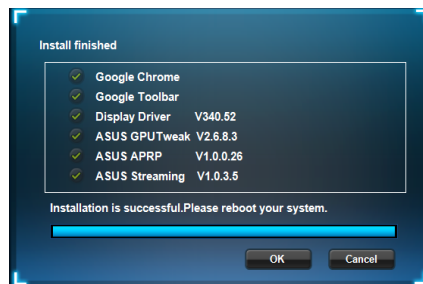 Install finished
Google Chrome
Google Toolbar
Display Driver V340.52
ASUS GPUTweak V2.6.8.3
ASUS APRP V1.0.0.26
ASUS Streaming V1.0.3.5
Installation is successful.Please reboot your system.
OK Cancel